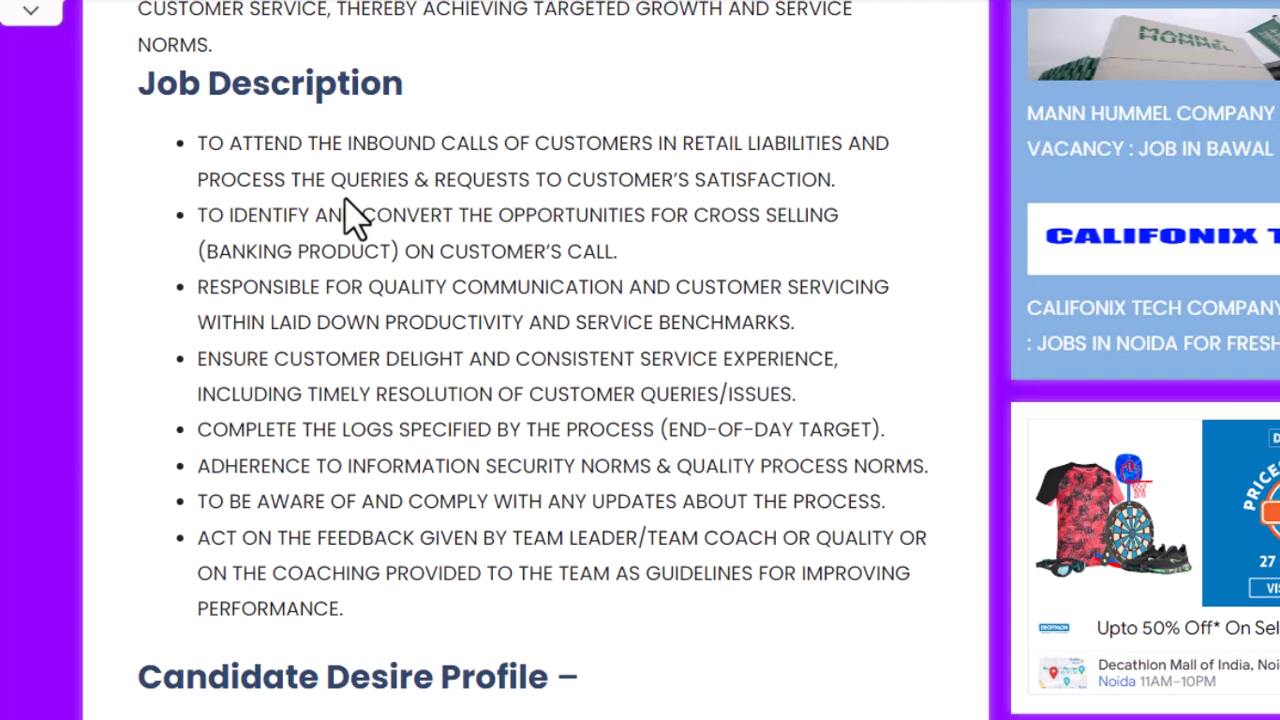 CUSTOMER SERVICE, THEREBY ACHIEVING TARGETED GROWTH AND SERVICE
NORMS.
Job Description
TO ATTEND THE INBOUND CALLS OF CUSTOMERS IN RETAIL LIABILITIES AND
PROCESS THE QUERIES & REQUESTS TO CUSTOMER'S SATISFACTION.
TO IDENTIFY AND CONVERT THE OPPORTUNITIES FOR CROSS SELLING
(BANKING PRODUCT) ON CUSTOMER'S CALL.
RESPONSIBLE FOR QUALITY COMMUNICATION AND CUSTOMER SERVICING
WITHIN LAID DOWN PRODUCTIVITY AND SERVICE BENCHMARKS.
ENSURE CUSTOMER DELIGHT AND CONSISTENT SERVICE EXPERIENCE,
INCLUDING TIMELY RESOLUTION OF CUSTOMER QUERIES/ISSUES.
COMPLETE THE LOGS SPECIFIED BY THE PROCESS (END-OF-DAY TARGET).
ADHERENCE TO INFORMATION SECURITY NORMS & QUALITY PROCESS NORMS.
TO BE AWARE OF AND COMPLY WITH ANY UPDATES ABOUT THE PROCESS.
ACT ON THE FEEDBACK GIVEN BY TEAM LEADER/TEAM COACH OR QUALITY OR
ON THE COACHING PROVIDED TO THE TEAM AS GUIDELINES FOR IMPROVING
PERFORMANCE.
Candidate Desire Profile –
MANN+
HUMMEL
MANN HUMMEL COMPANY
VACANCY : JOB IN BAWAL
CALIFONIX T
CALIFONIX TECH COMPANY
: JOBS IN NOIDA FOR FRESH
D
PRICES
27
VIS
DECATHLON
Upto 50% Off* On Sel
Decathlon Mall of India, Noi
Noida 11AM–10PM